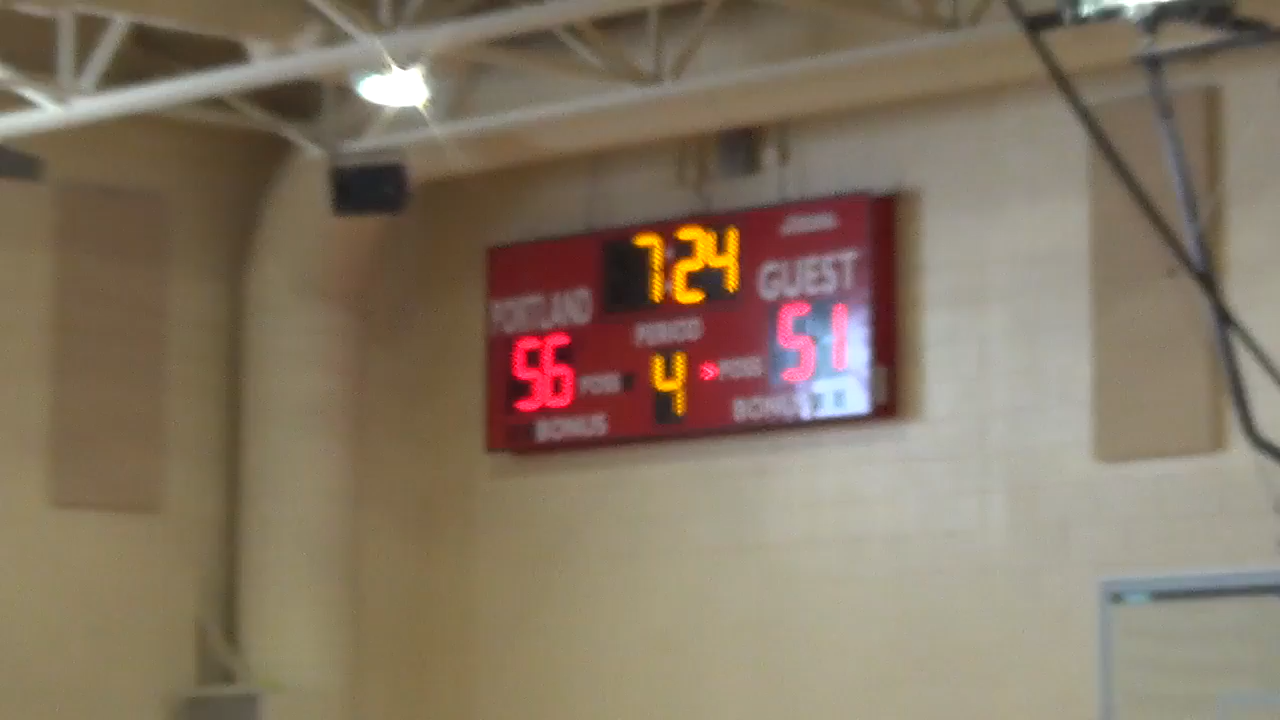 7:24
PORTLAND GUEST
PERIOD
56 POSS 4 > POSS 51
BONUS BONUS